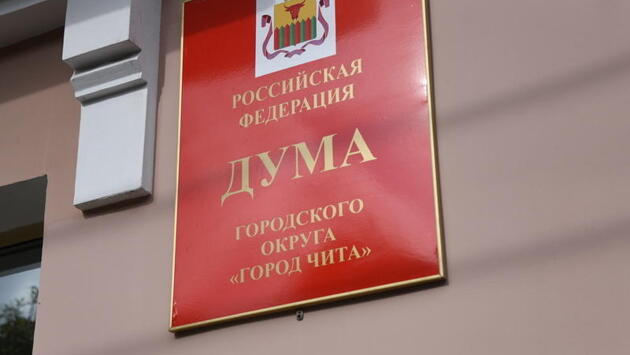 РОССИЙСКАЯ
ФЕДЕРАЦИЯ
ДУМА
ГОРОДСКОГО
ОКРУГА
«ГОРОД ЧИТА»